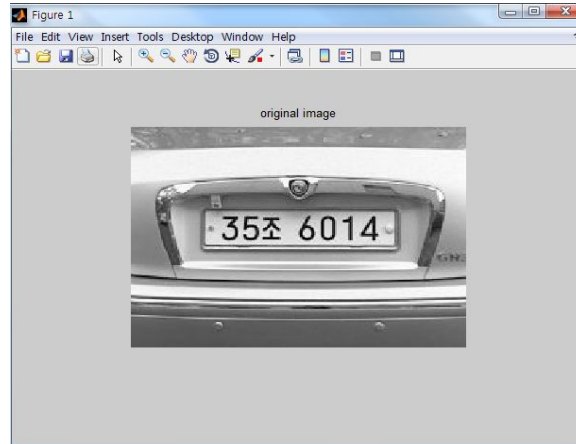 Figure 1
File Edit View Insert Tools Desktop Window Help
original image
35조 6014